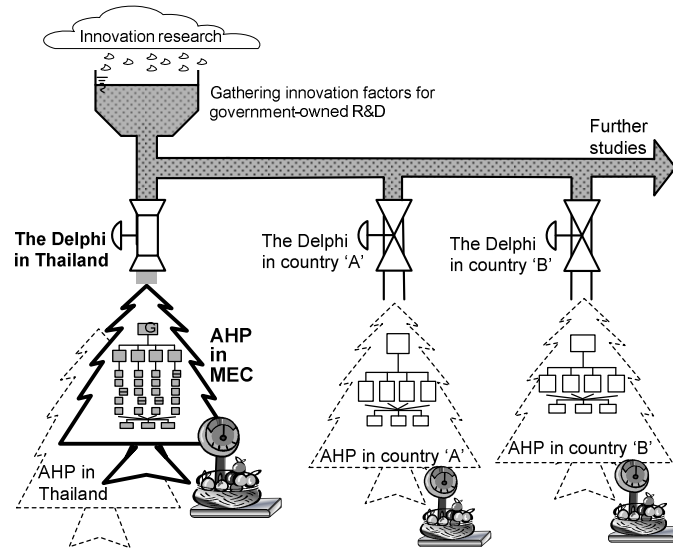 Innovation research
Gathering innovation factors for
government-owned R&D
Further
studies
The Delphi
in Thailand
The Delphi
in country ‘A’
The Delphi
in country ‘B’
G
AHP
in
MEC
AHP in
Thailand
AHP in country ‘A’
AHP in country ‘B’